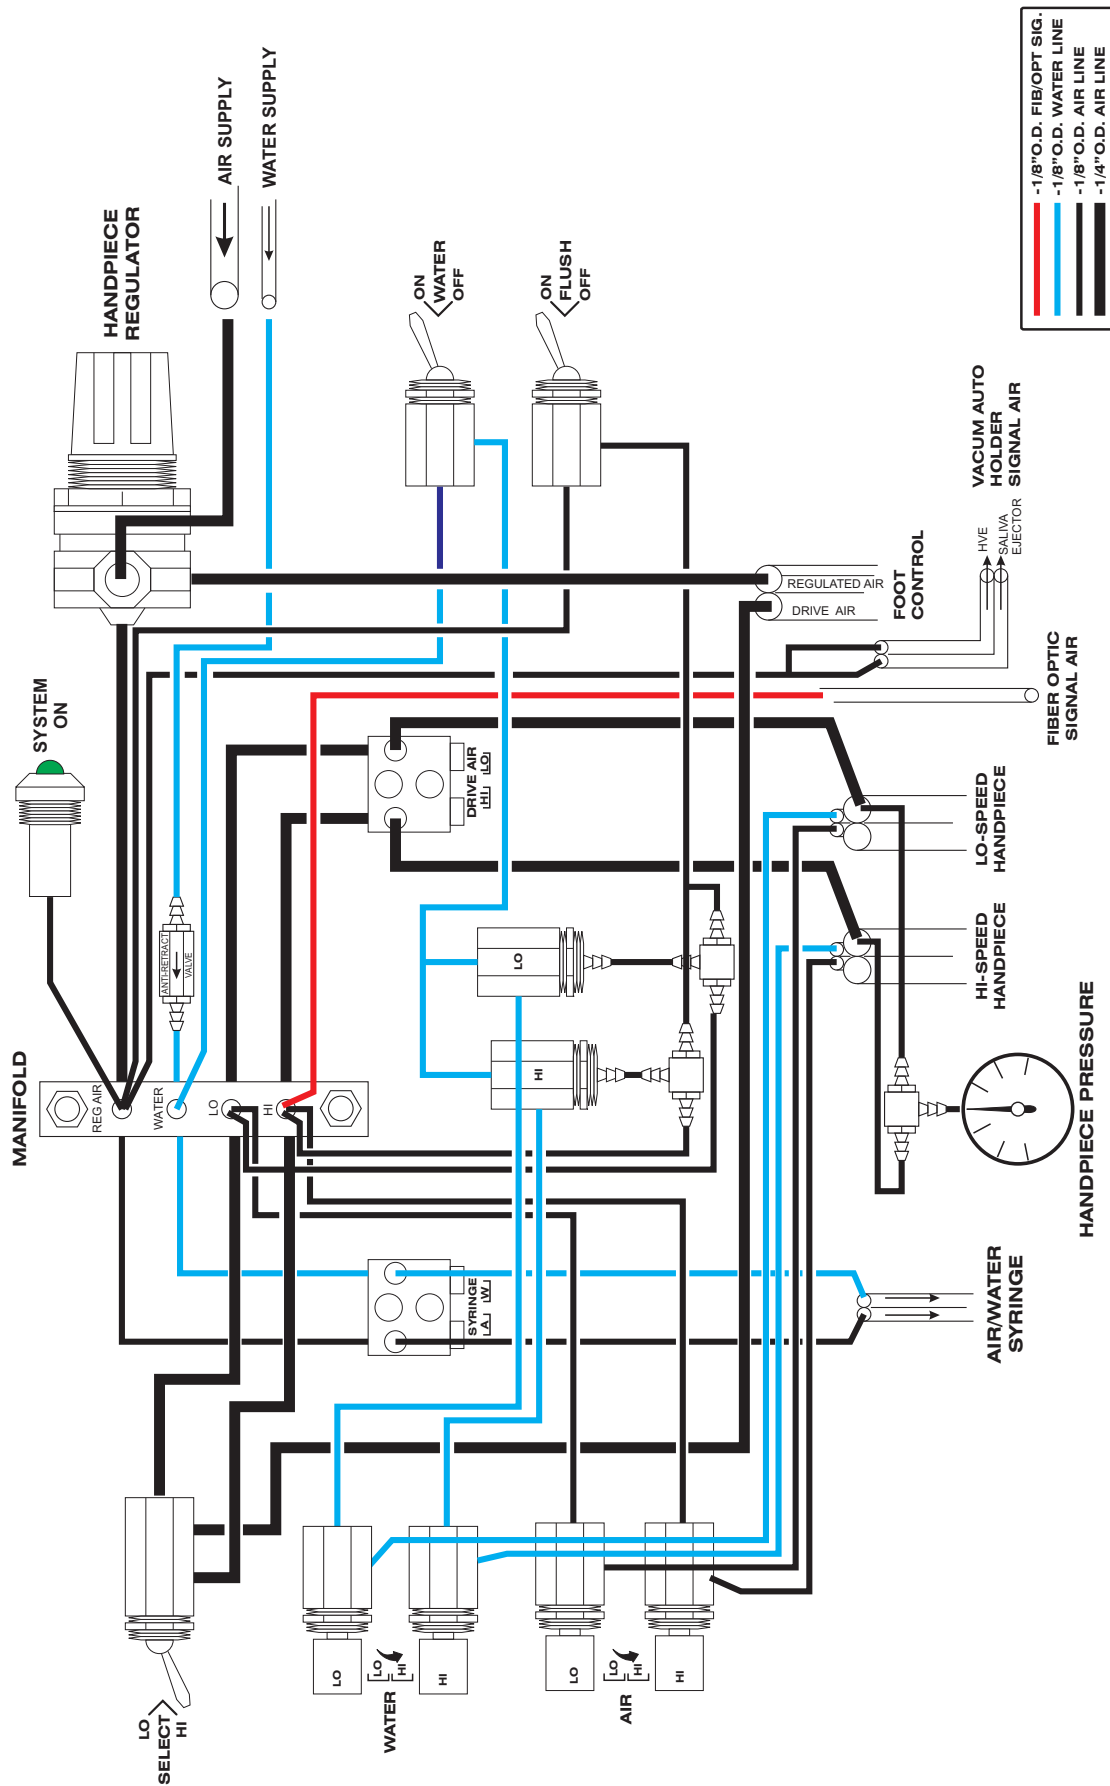 HANDPIECE
REGULATOR
AIR SUPPLY
WATER SUPPLY
SYSTEM
ON
MANIFOLD
REG AIR
WATER
LO
HI
ANTI-RETRACT
VALVE
ON
WATER
OFF
ON
FLUSH
OFF
DRIVE AIR
HI LO
LO
HI
SYRINGE
A W
LO
SELECT
HI
LO
HI
WATER
LO
HI
LO
HI
AIR
LO
HI
REGULATED AIR
DRIVE AIR
FOOT
CONTROL
VACUM AUTO
HOLDER
SIGNAL AIR
HVE
SALIVA
EJECTOR
FIBER OPTIC
SIGNAL AIR
LO-SPEED
HANDPIECE
HI-SPEED
HANDPIECE
HANDPIECE PRESSURE
AIR/WATER
SYRINGE
-1/8"O.D. FIB/OPT SIG.
-1/8"O.D. WATER LINE
-1/8"O.D. AIR LINE
-1/4"O.D. AIR LINE